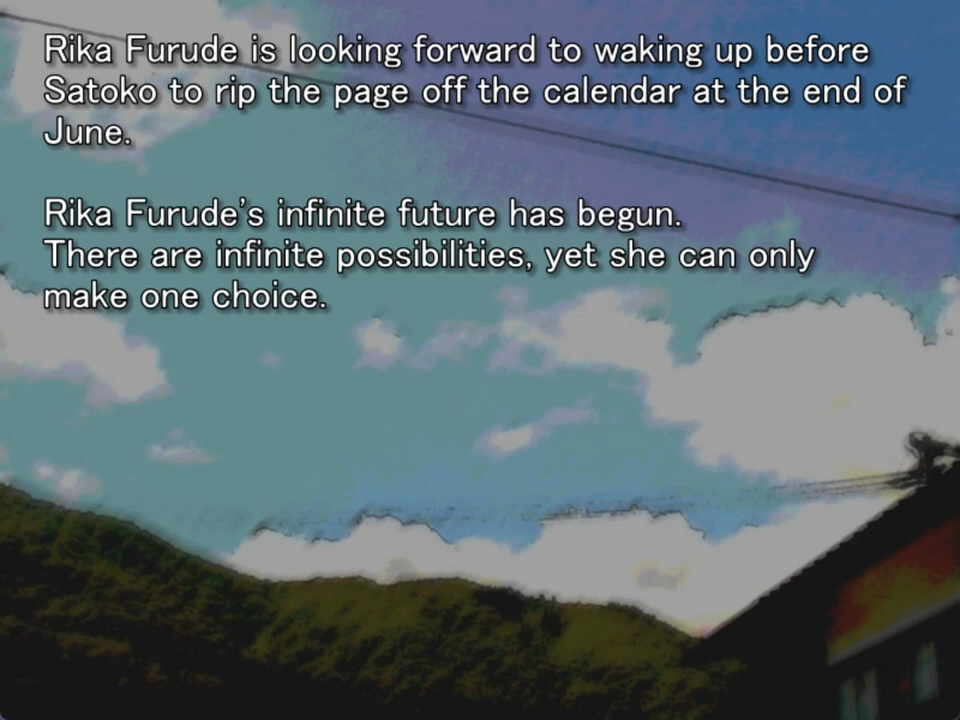 Rika Furude is looking forward to waking up before
Satoko to rip the page off the calendar at the end of
June.
Rika Furude's infinite future has begun.
There are infinite possibilities, yet she can only
make one choice.